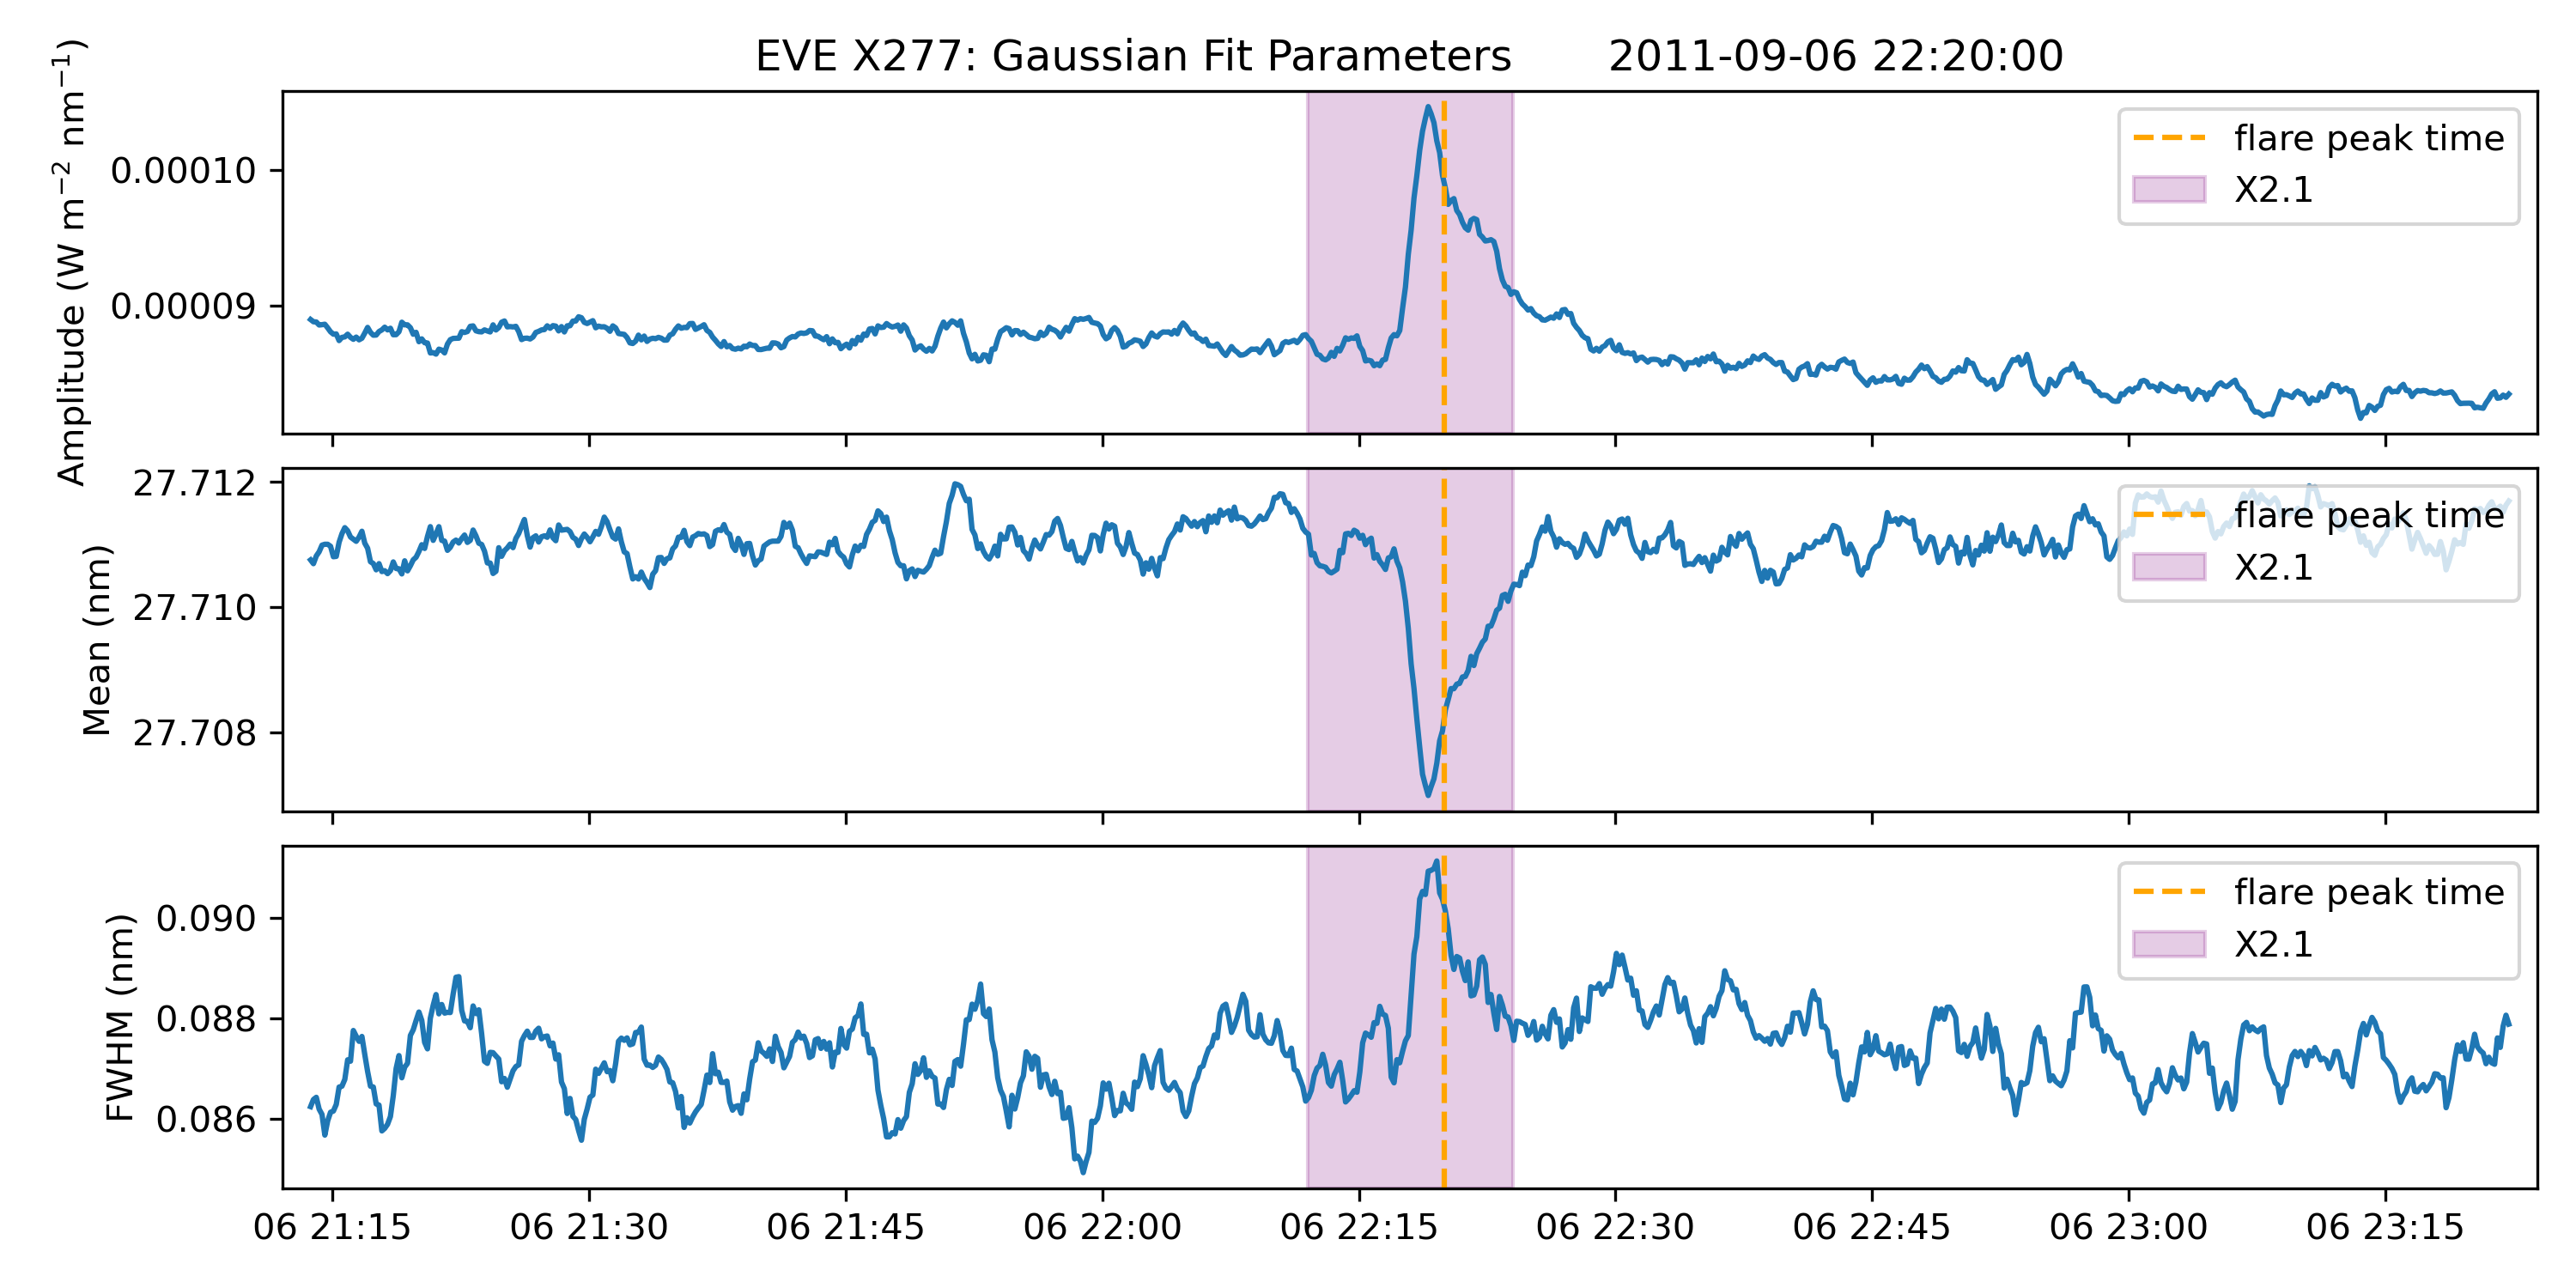 EVE X277: Gaussian Fit Parameters 2011-09-06 22:20:00
Amplitude (W m⁻² nm⁻¹)
0.00010
0.00009
flare peak time
X2.1
Mean (nm)
27.712
27.710
27.708
flare peak time
X2.1
FWHM (nm)
0.090
0.088
0.086
flare peak time
X2.1
06 21:15 06 21:30 06 21:45 06 22:00 06 22:15 06 22:30 06 22:45 06 23:00 06 23:15